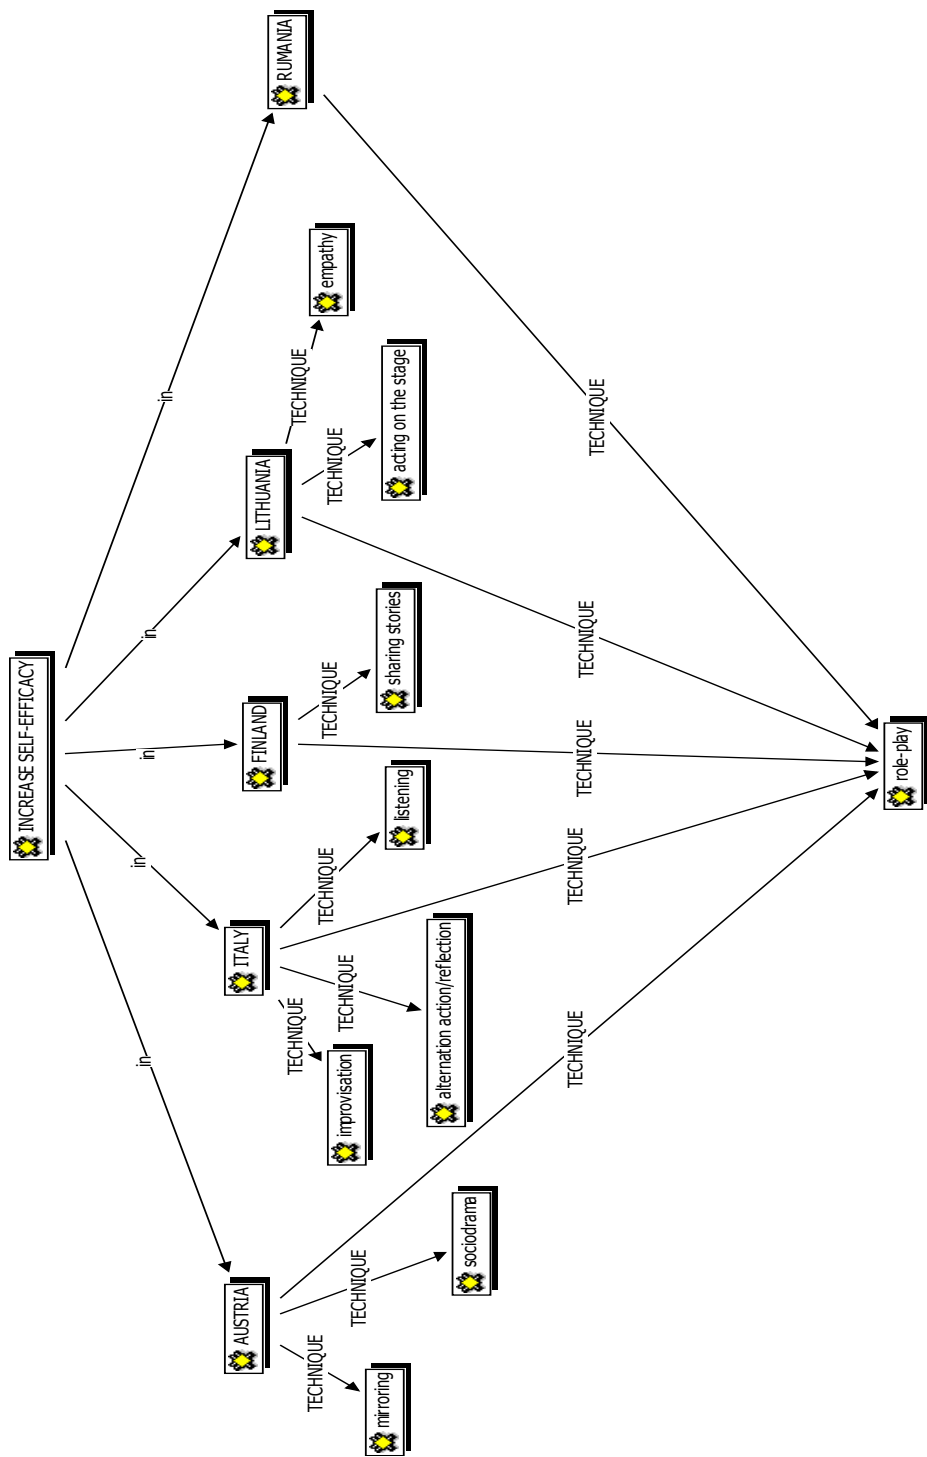 INCREASE SELF-EFFICACY
in
in
in
in
in
AUSTRIA
ITALY
FINLAND
LITHUANIA
RUMANIA
TECHNIQUE
TECHNIQUE
TECHNIQUE
TECHNIQUE
TECHNIQUE
TECHNIQUE
TECHNIQUE
TECHNIQUE
mirroring
sociodrama
improvisation
alternation action/reflection
listening
sharing stories
acting on the stage
empathy
TECHNIQUE
TECHNIQUE
TECHNIQUE
TECHNIQUE
TECHNIQUE
role-play